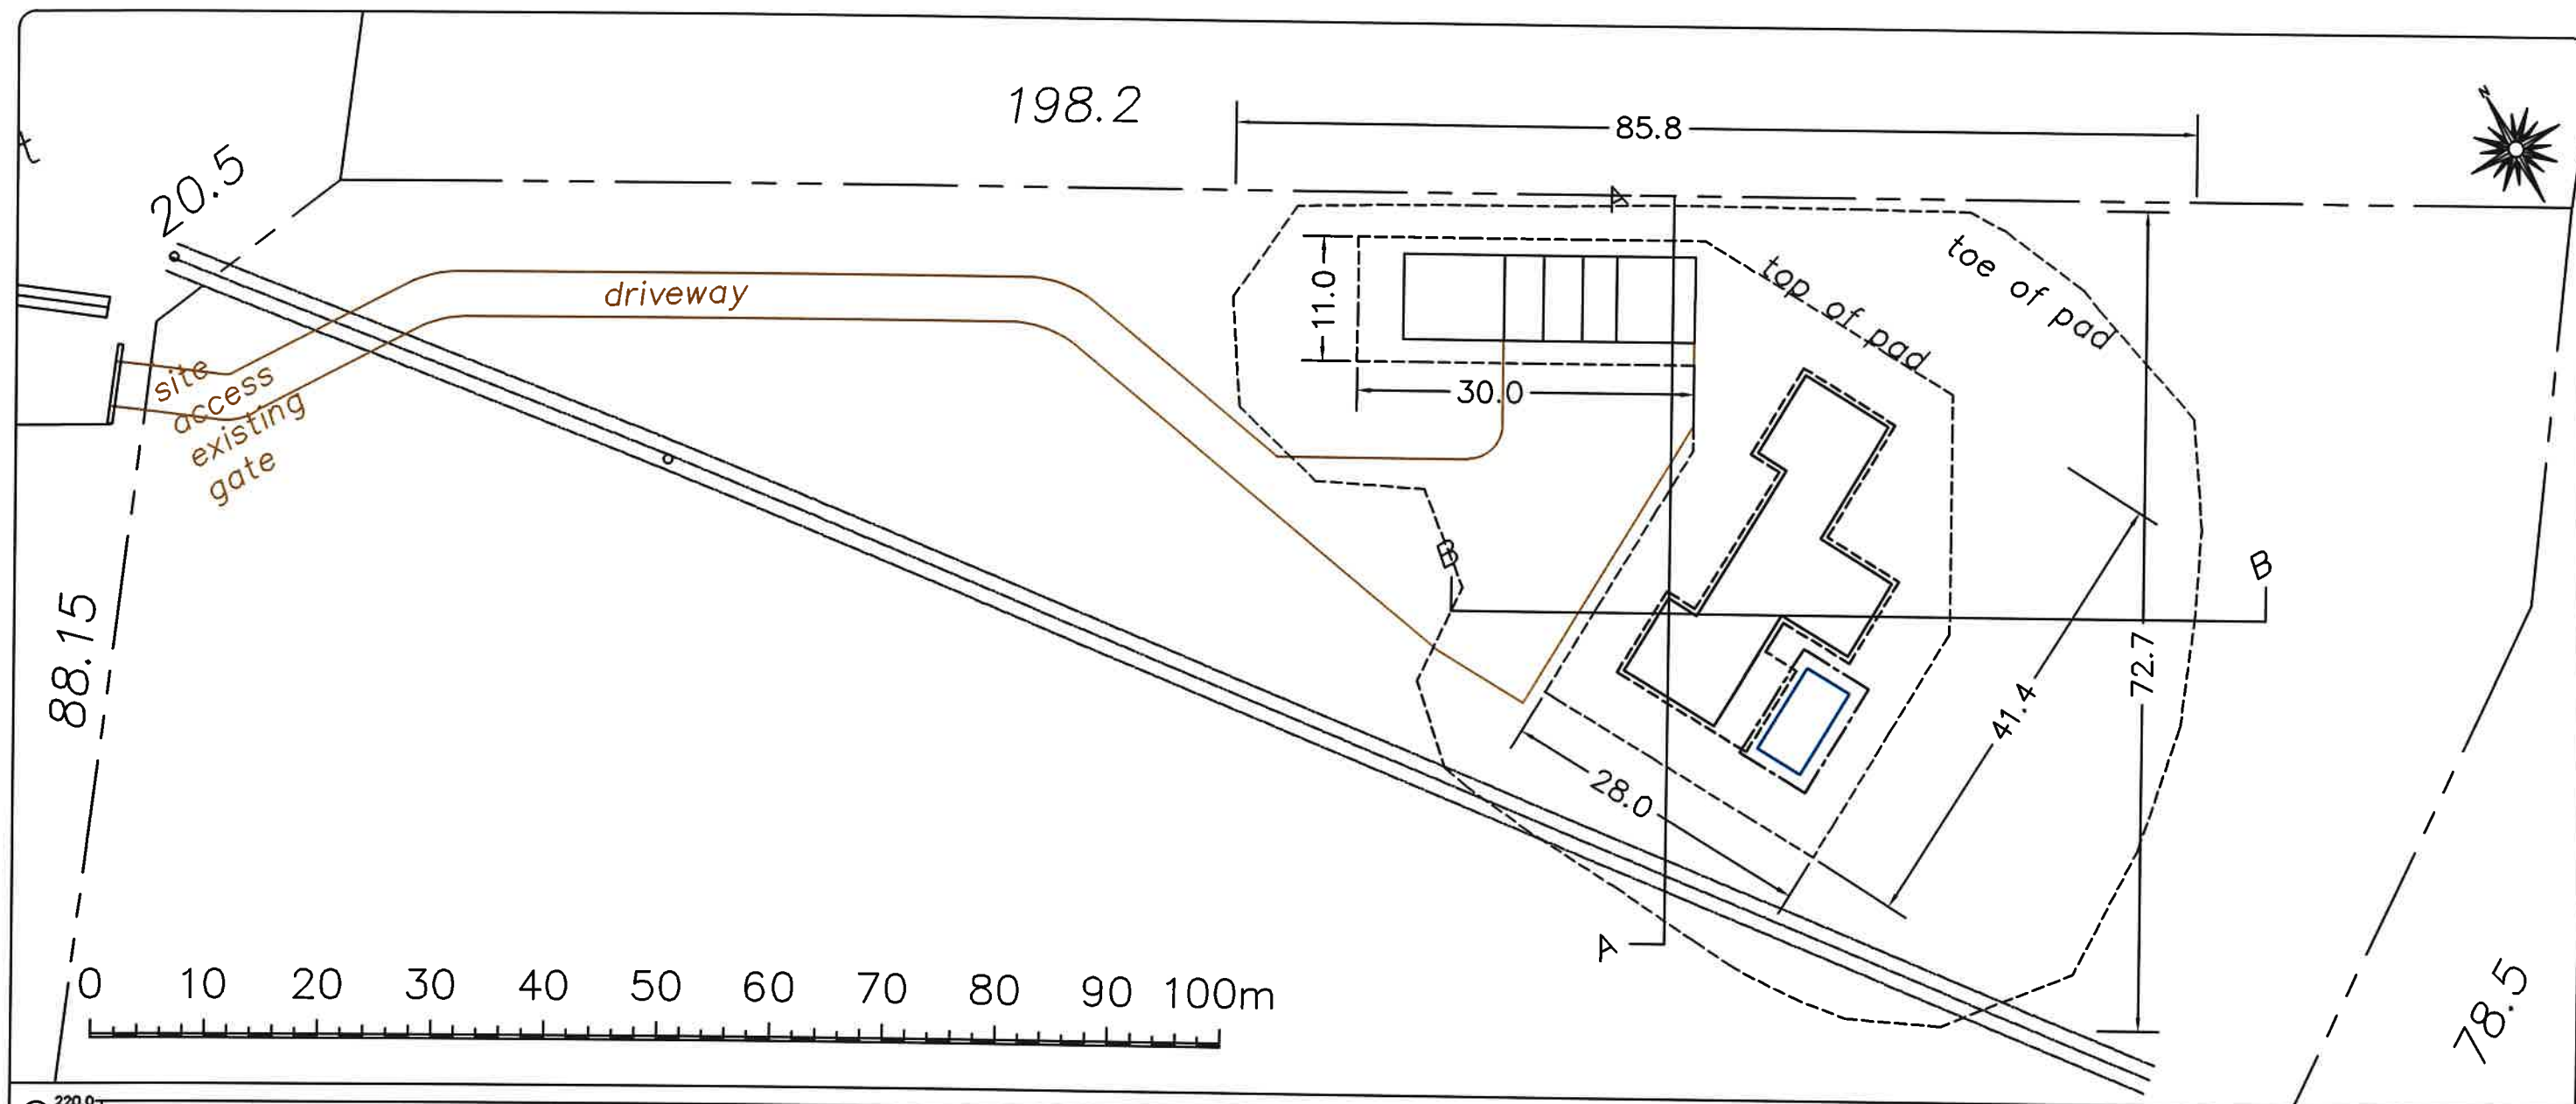 198.2
85.8
N
t
20.5
A
driveway
11.0
30.0
top of pad
toe of pad
site
access
existing
gate
B
B
88.15
72.7
41.4
28.0
A
0 10 20 30 40 50 60 70 80 90 100m
78.5
220.0